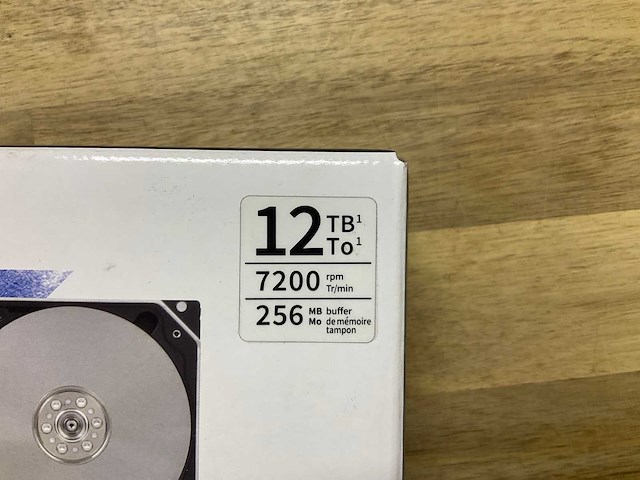 12 TB¹
To¹
7200 rpm
Tr/min
256 MB buffer
Mo de mémoire
tampon